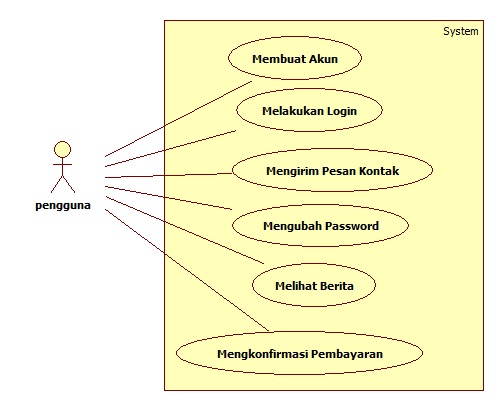 System
Membuat Akun
Melakukan Login
Mengirim Pesan Kontak
pengguna
Mengubah Password
Melihat Berita
Mengkonfirmasi Pembayaran